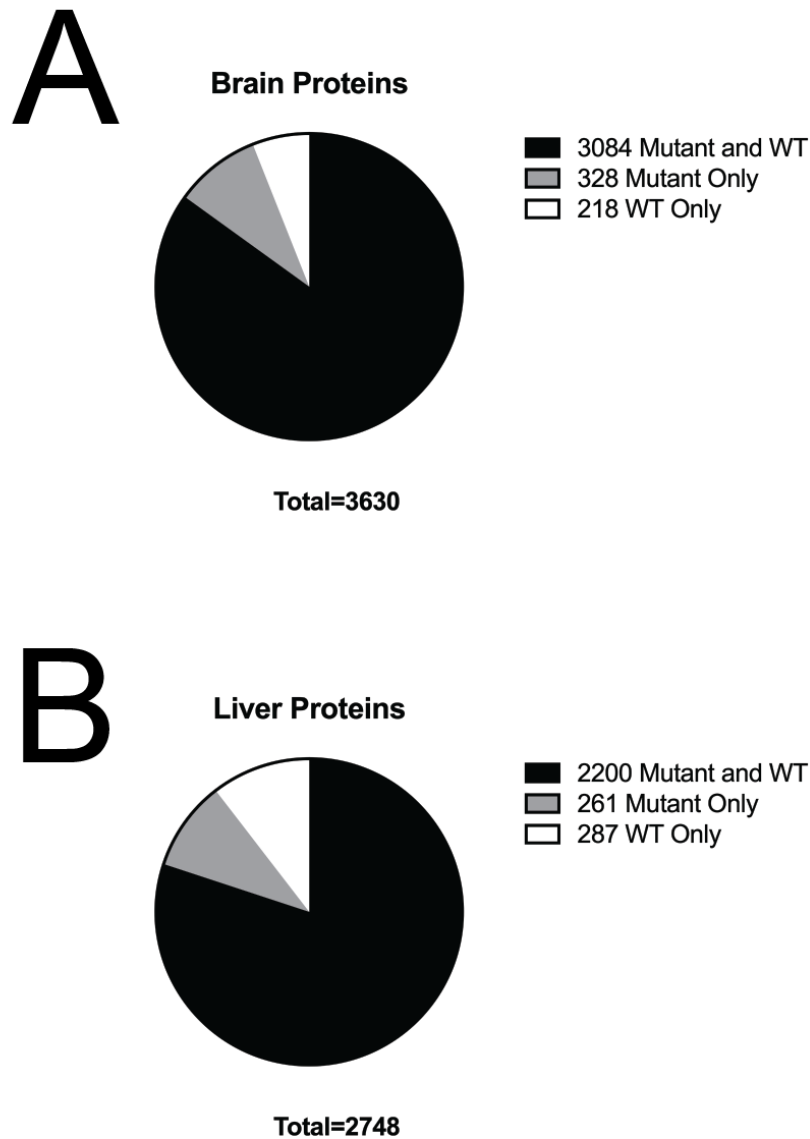 A
Brain Proteins
3084 Mutant and WT
328 Mutant Only
218 WT Only
Total=3630
B
Liver Proteins
2200 Mutant and WT
261 Mutant Only
287 WT Only
Total=2748